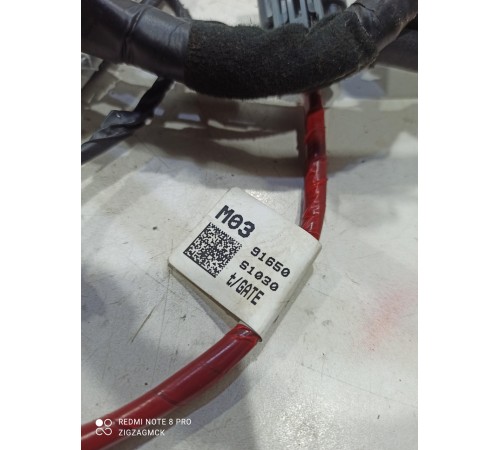 M03
91650
S1030
t/GATE
REDMI NOTE 8 PRO
ZIGZAGMCK